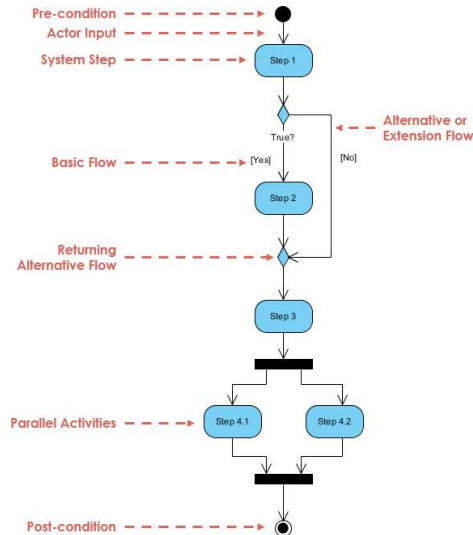 Pre-condition
Actor Input
System Step
Step 1
Alternative or
Extension Flow
True?
Basic Flow
[Yes]
[No]
Step 2
Returning
Alternative Flow
Step 3
Parallel Activities
Step 4.1
Step 4.2
Post-condition